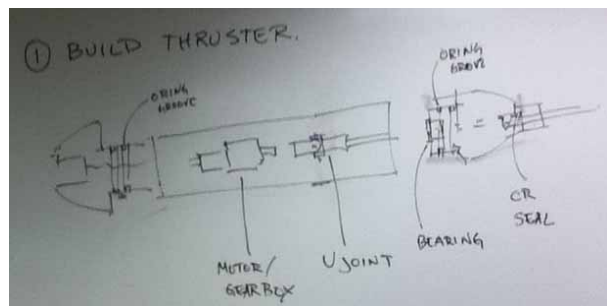 ① BUILD THRUSTER.
ORING
GROOVE
ORING
GROOVE
MOTOR/
GEARBOX
U JOINT
BEARING
CR
SEAL